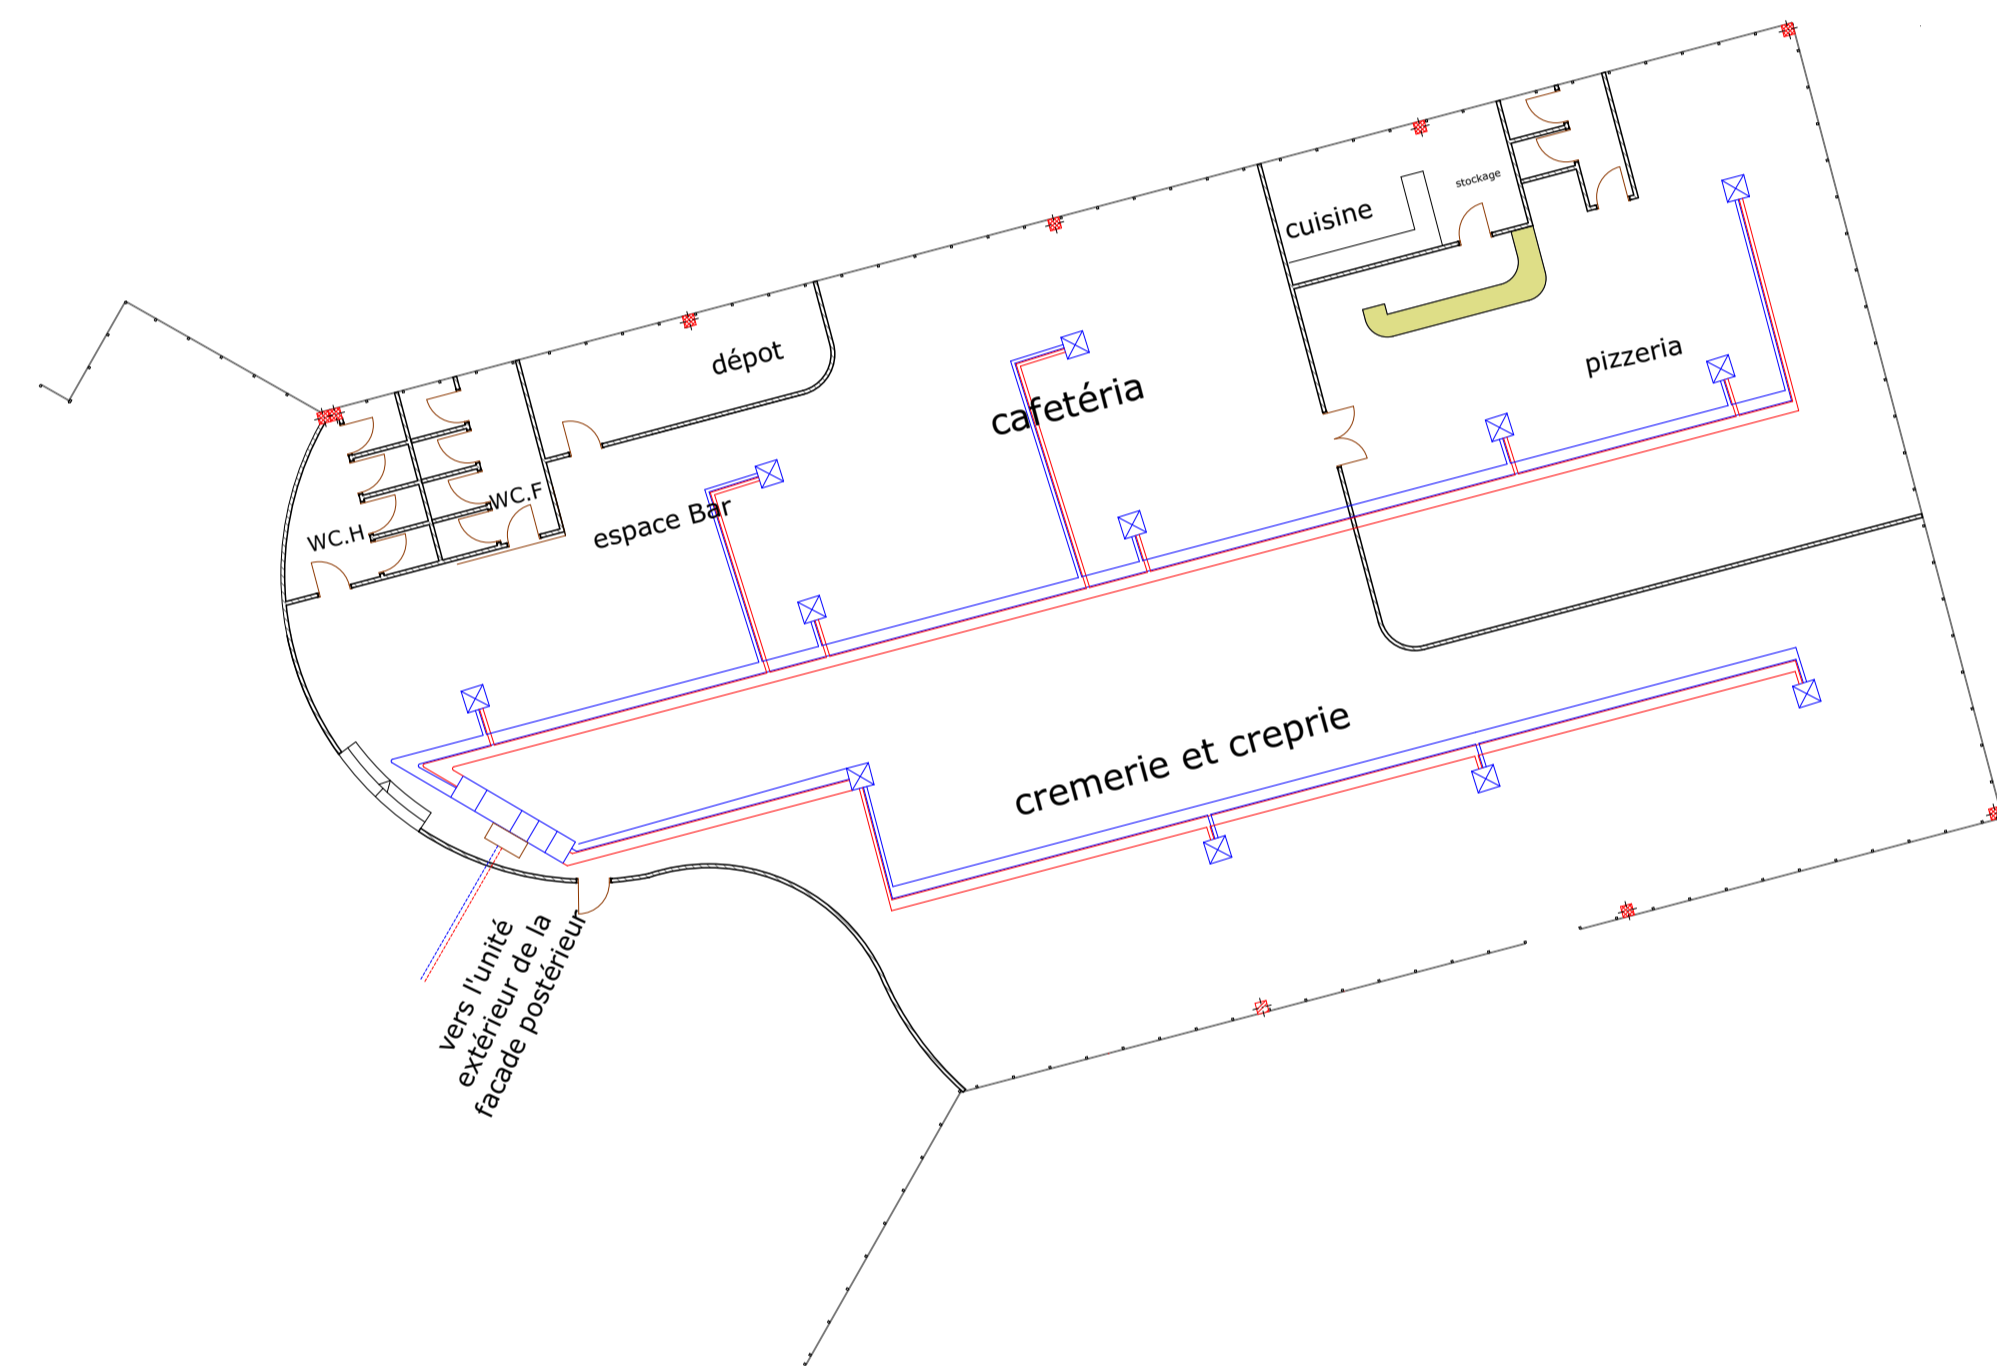 stockage
cuisine
dépot
pizzeria
cafetéria
WC.F
WC.H
espace Bar
cremerie et creprie
vers l'unité
extérieur de la
facade postérieur